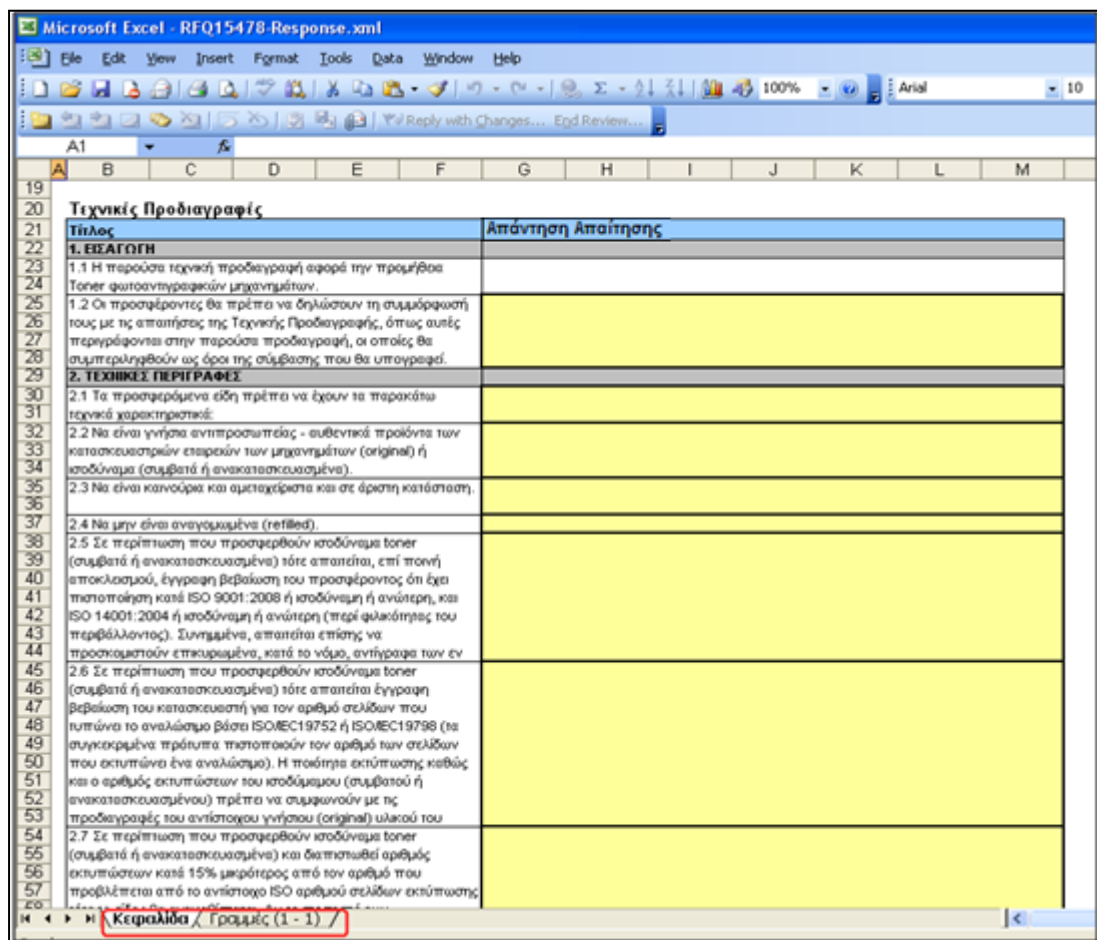 Microsoft Excel - RFQ15478-Response.xml
File Edit View Insert Format Tools Data Window Help
100% Arial 10
Reply with Changes... End Review...
A1 fx
A B C D E F G H I J K L M
19
20 Τεχνικές Προδιαγραφές
21 Τίτλος Απάντηση Απαίτησης
22 1. ΕΙΣΑΓΩΓΗ
23 1.1 Η παρούσα τεχνική προδιαγραφή αφορά την προμήθεια
24 Toner φωτοαντιγραφικών μηχανημάτων.
25 1.2 Οι προσφέροντες θα πρέπει να δηλώσουν τη συμμόρφωσή
26 τους με τις απαιτήσεις της Τεχνικής Προδιαγραφής, όπως αυτές
27 περιγράφονται στην παρούσα προδιαγραφή, οι οποίες θα
28 συμπεριληφθούν ως όροι της σύμβασης που θα υπογραφεί.
29 2. ΤΕΧΝΙΚΕΣ ΠΕΡΙΓΡΑΦΕΣ
30 2.1 Τα προσφερόμενα είδη πρέπει να έχουν τα παρακάτω
31 τεχνικά χαρακτηριστικά:
32 2.2 Να είναι γνήσια αντιπροσωπείας - αυθεντικά προϊόντα των
33 κατασκευαστριών εταιρειών των μηχανημάτων (original) ή
34 ισοδύναμα (συμβατά ή ανακατασκευασμένα).
35 2.3 Να είναι καινούρια και αμεταχείριστα και σε άριστη κατάσταση.
36
37 2.4 Να μην είναι αναγομωμένα (refilled).
38 2.5 Σε περίπτωση που προσφερθούν ισοδύναμα toner
39 (συμβατά ή ανακατασκευασμένα) τότε απαιτείται, επί ποινή
40 αποκλεισμού, έγγραφη βεβαίωση του προσφέροντος ότι έχει
41 πιστοποίηση κατά ISO 9001:2008 ή ισοδύναμη ή ανώτερη, και
42 ISO 14001:2004 ή ισοδύναμη ή ανώτερη (περί φιλικότητας του
43 περιβάλλοντος). Συνημμένα, απαιτείται επίσης να
44 προσκομιστούν επικυρωμένα, κατά το νόμο, αντίγραφα των εν
45 2.6 Σε περίπτωση που προσφερθούν ισοδύναμα toner
46 (συμβατά ή ανακατασκευασμένα) τότε απαιτείται έγγραφη
47 βεβαίωση του κατασκευαστή για τον αριθμό σελίδων που
48 τυπώνει το αναλώσιμο βάσει ISO/IEC19752 ή ISO/IEC19798 (τα
49 συγκεκριμένα πρότυπα πιστοποιούν τον αριθμό των σελίδων
50 που εκτυπώνει ένα αναλώσιμο). Η ποιότητα εκτύπωσης καθώς
51 και ο αριθμός εκτυπώσεων του ισοδύμαμου (συμβατού ή
52 ανακατασκευασμένου) πρέπει να συμφωνούν με τις
53 προδιαγραφές του αντίστοιχου γνήσιου (original) υλικού του
54 2.7 Σε περίπτωση που προσφερθούν ισοδύναμα toner
55 (συμβατά ή ανακατασκευασμένα) και διαπιστωθεί αριθμός
56 εκτυπώσεων κατά 15% μικρότερος από τον αριθμό που
57 προβλέπεται από το αντίστοιχο ISO αριθμού σελίδων εκτύπωσης
58
Κεφαλίδα Γραμμές (1 - 1)